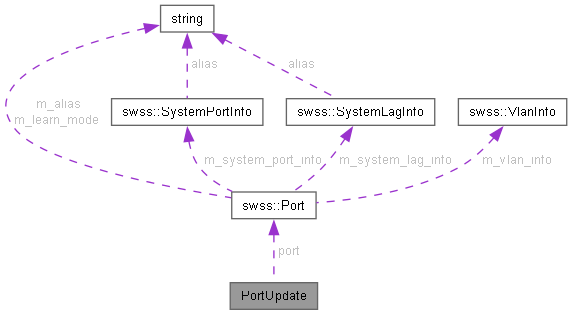 string
alias
alias
m_alias
m_learn_mode
swss::SystemPortInfo
swss::SystemLagInfo
swss::VlanInfo
m_system_port_info
m_system_lag_info
m_vlan_info
swss::Port
port
PortUpdate